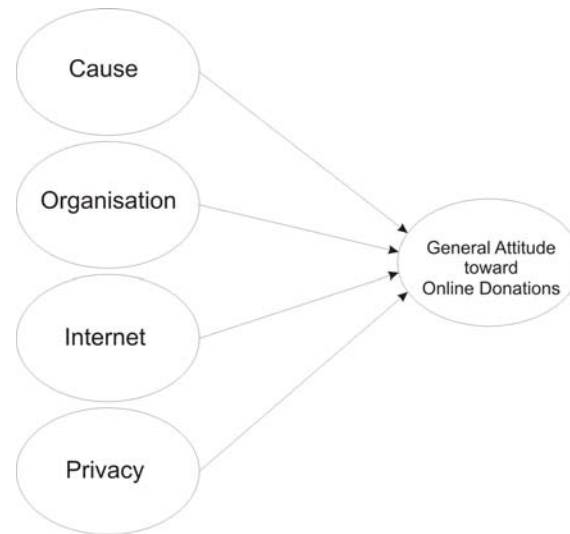 Cause
Organisation
Internet
Privacy
General Attitude
toward
Online Donations